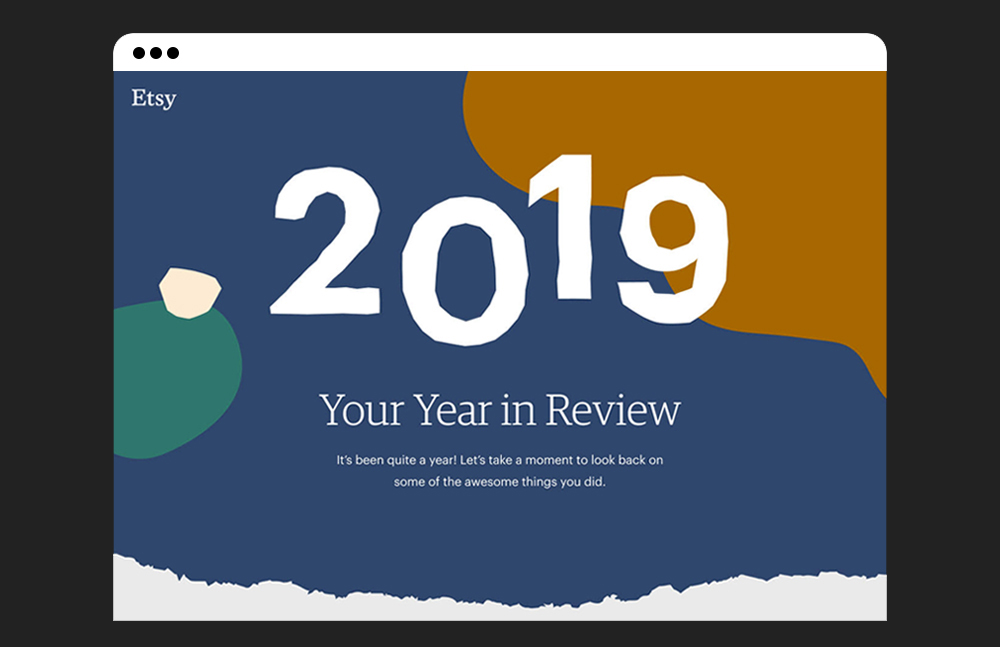 Etsy
2019
Your Year in Review
It's been quite a year! Let's take a moment to look back on
some of the awesome things you did.